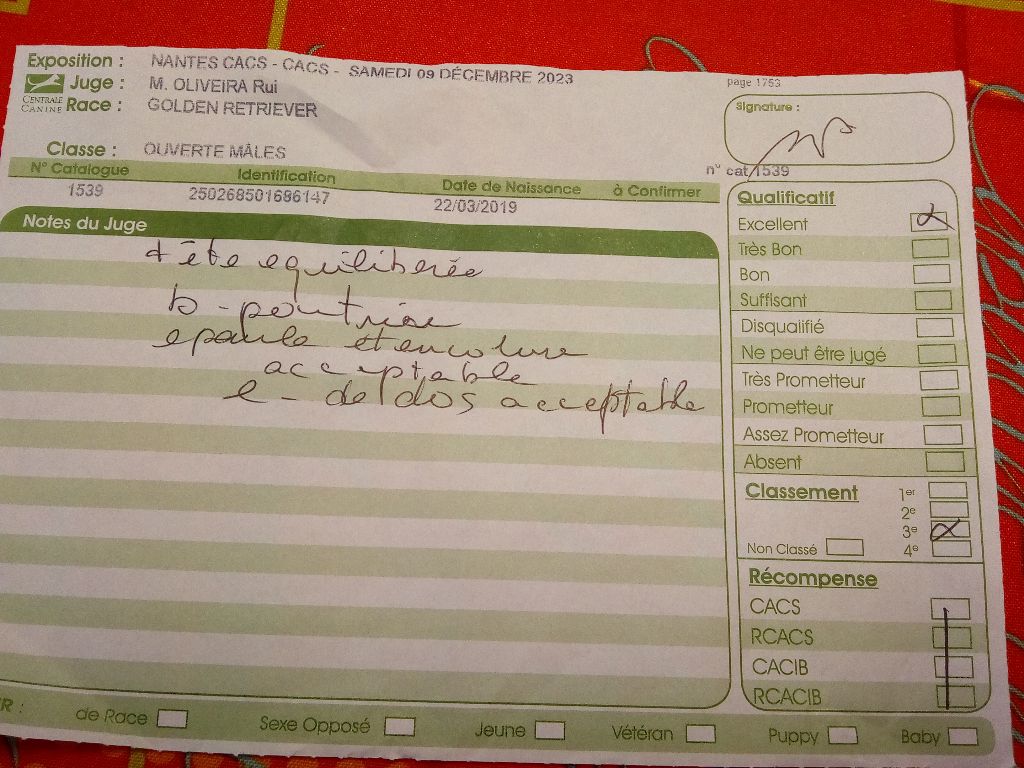 Exposition : NANTES CACS - CACS - SAMEDI 09 DÉCEMBRE 2023
Juge : M. OLIVEIRA Rui
CENTRALE CANINE
Race : GOLDEN RETRIEVER
Classe : OUVERTE MÂLES
page 1753
Signature :
n° cat 1539
N° Catalogue Identification Date de Naissance à Confirmer
1539 250268501686147 22/03/2019
Notes du Juge
tête equiliberée
b - pointrine
epaule et encolure
acceptable
l - de dos acceptable
Qualificatif
Excellent
Très Bon
Bon
Suffisant
Disqualifié
Ne peut être jugé
Très Prometteur
Prometteur
Assez Prometteur
Absent
Classement
1er
2e
3e
Non Classé 4e
Récompense
CACS
RCACS
CACIB
RCACIB
R : de Race Sexe Opposé Jeune Vétéran Puppy Baby